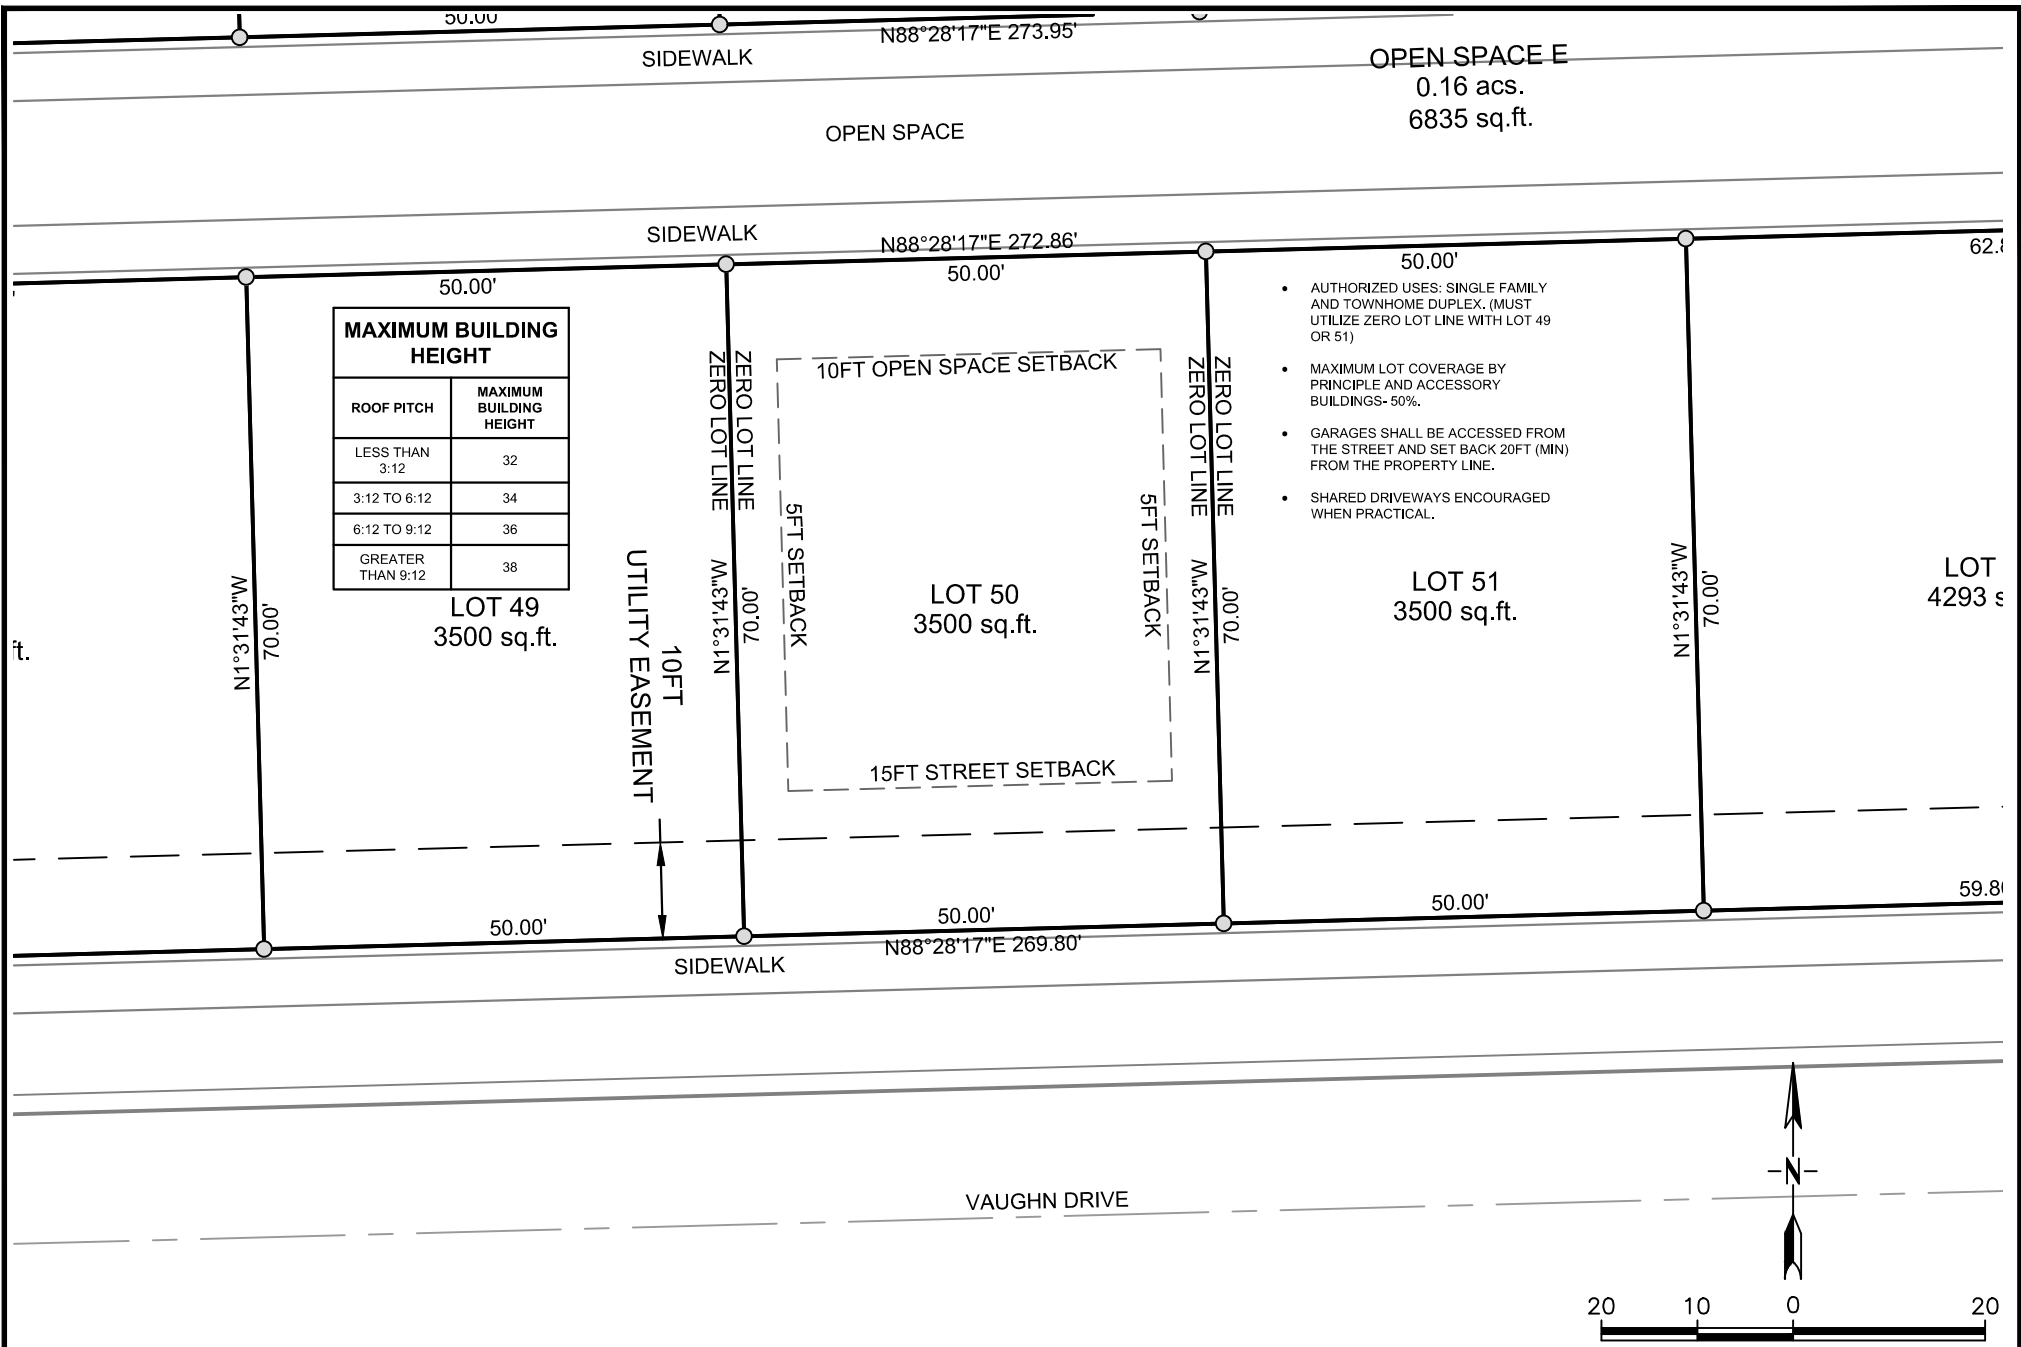 50.00'
N88°28'17"E 273.95'
SIDEWALK
OPEN SPACE E
0.16 acs.
6835 sq.ft.
OPEN SPACE
SIDEWALK
N88°28'17"E 272.86'
50.00'
50.00'
50.00'
MAXIMUM BUILDING
HEIGHT
ROOF PITCH
MAXIMUM
BUILDING
HEIGHT
LESS THAN
3:12
32
3:12 TO 6:12
34
6:12 TO 9:12
36
GREATER
THAN 9:12
38
N1°31'43"W
70.00'
LOT 49
3500 sq.ft.
10FT
UTILITY EASEMENT
ZERO LOT LINE
ZERO LOT LINE
N1°31'43"W
70.00'
10FT OPEN SPACE SETBACK
5FT SETBACK
5FT SETBACK
LOT 50
3500 sq.ft.
15FT STREET SETBACK
ZERO LOT LINE
ZERO LOT LINE
N1°31'43"W
70.00'
• AUTHORIZED USES: SINGLE FAMILY
AND TOWNHOME DUPLEX. (MUST
UTILIZE ZERO LOT LINE WITH LOT 49
OR 51)
• MAXIMUM LOT COVERAGE BY
PRINCIPLE AND ACCESSORY
BUILDINGS- 50%.
• GARAGES SHALL BE ACCESSED FROM
THE STREET AND SET BACK 20FT (MIN)
FROM THE PROPERTY LINE.
• SHARED DRIVEWAYS ENCOURAGED
WHEN PRACTICAL.
LOT 51
3500 sq.ft.
N1°31'43"W
70.00'
LOT
4293 s
ft.
50.00'
50.00'
50.00'
59.80
N88°28'17"E 269.80'
SIDEWALK
VAUGHN DRIVE
N
20 10 0 20